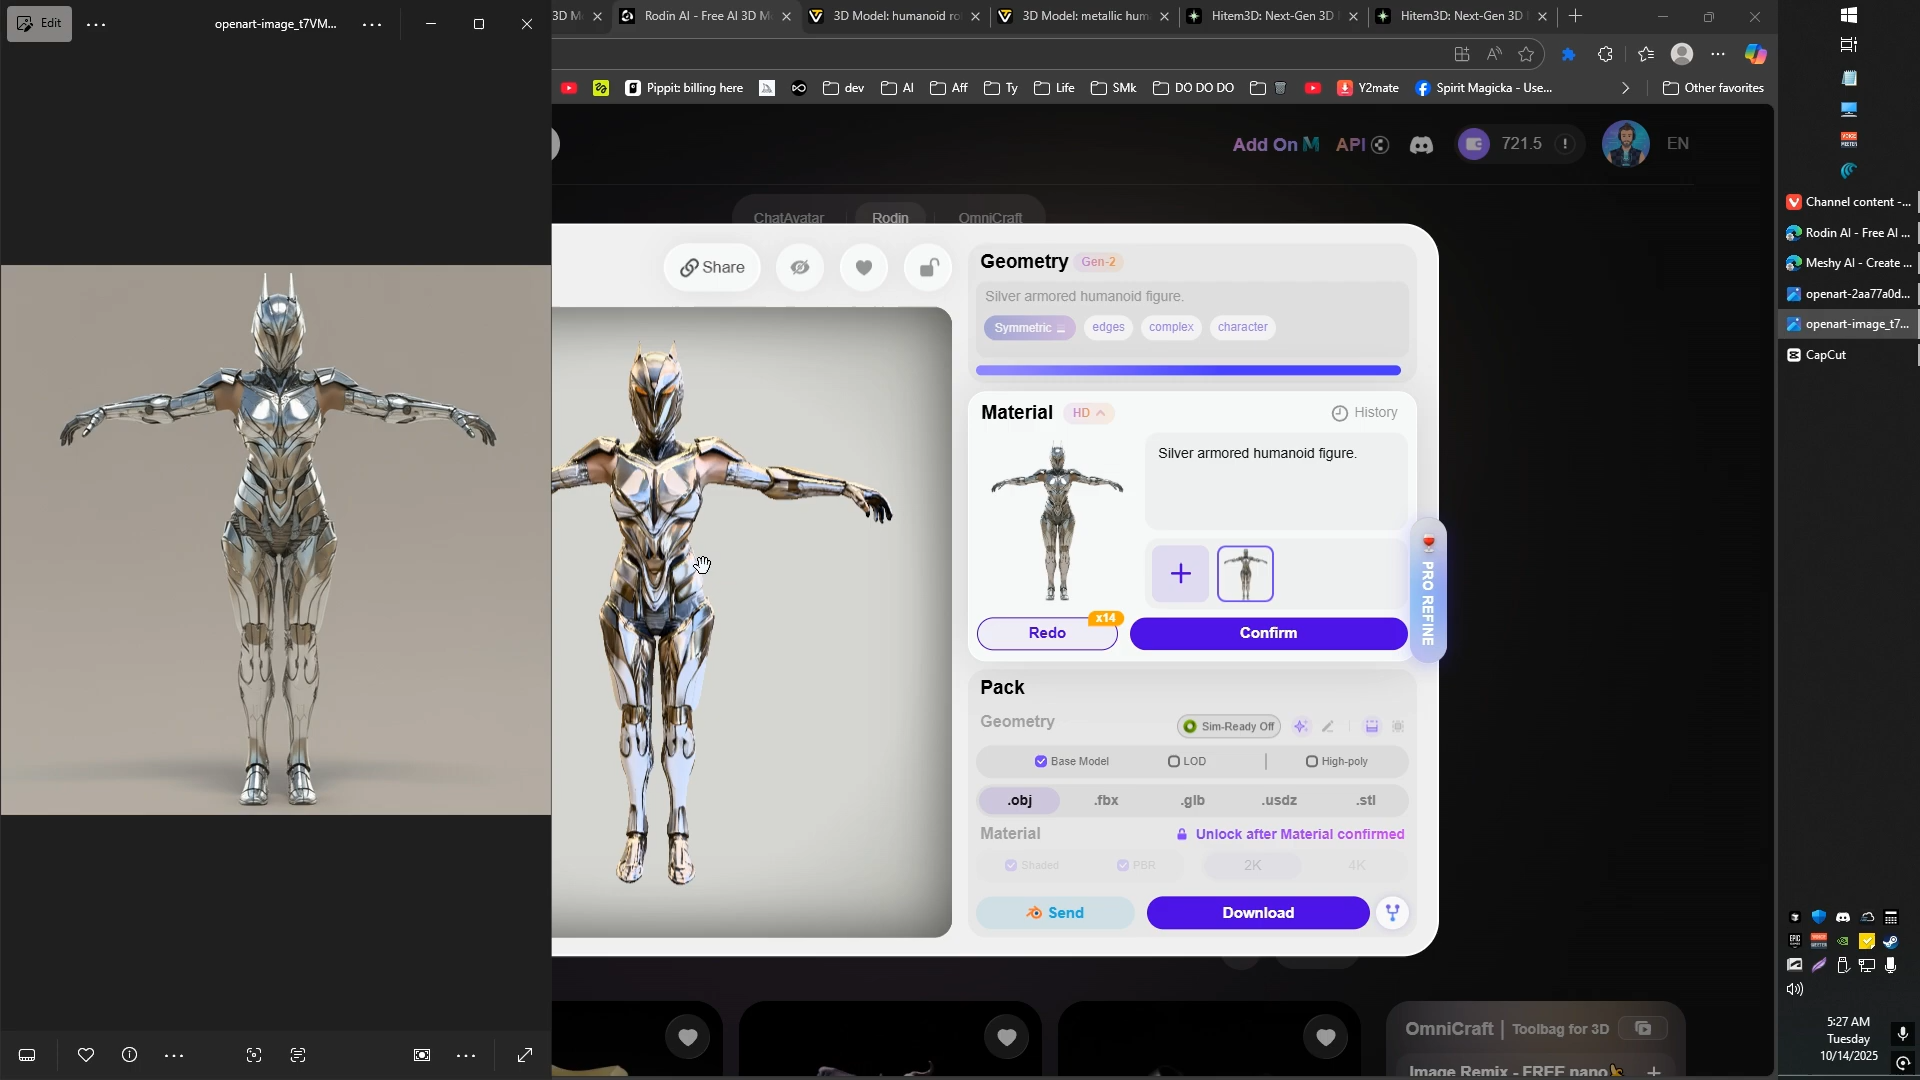 Edit
openart-image_t7VM...
3D M
Rodin AI - Free AI 3D M
3D Model: humanoid ro
3D Model: metallic hum
Hitem3D: Next-Gen 3D
Hitem3D: Next-Gen 3D
Pippit: billing here
dev
AI
Aff
Ty
Life
SMk
DO DO DO
Y2mate
Spirit Magicka - Use...
Other favorites
Add On
API
721.5
EN
ChatAvatar
Rodin
OmniCraft
Share
Geometry
Gen-2
Silver armored humanoid figure.
Symmetric
edges
complex
character
Material
HD
History
Silver armored humanoid figure.
x14
Redo
Confirm
PRO REFINE
Pack
Geometry
Sim-Ready Off
Base Model
LOD
High-poly
.obj
.fbx
.glb
.usdz
.stl
Material
Unlock after Material confirmed
Shaded
PBR
2K
4K
Send
Download
OmniCraft | Toolbag for 3D
Image Remix - FREE nano
Channel content -...
Rodin AI - Free AI ...
Meshy AI - Create ...
openart-2aa77a0d...
openart-image_t7...
CapCut
5:27 AM
Tuesday
10/14/2025